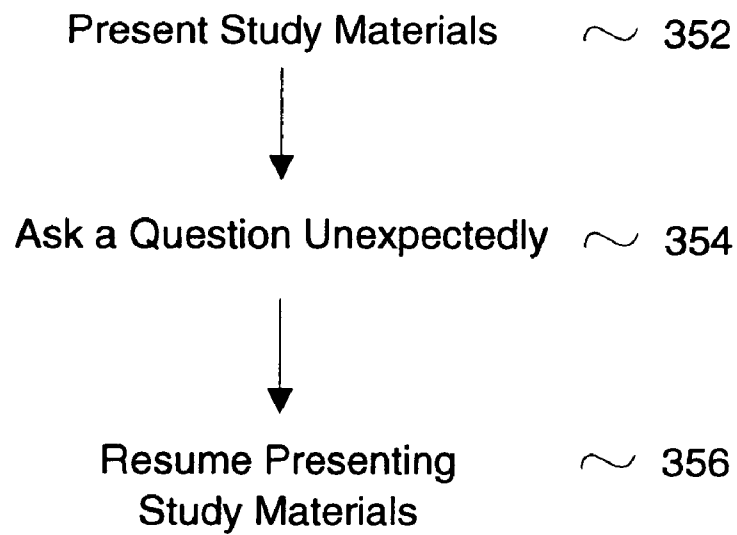 Present Study Materials 352
Ask a Question Unexpectedly 354
Resume Presenting 356
Study Materials